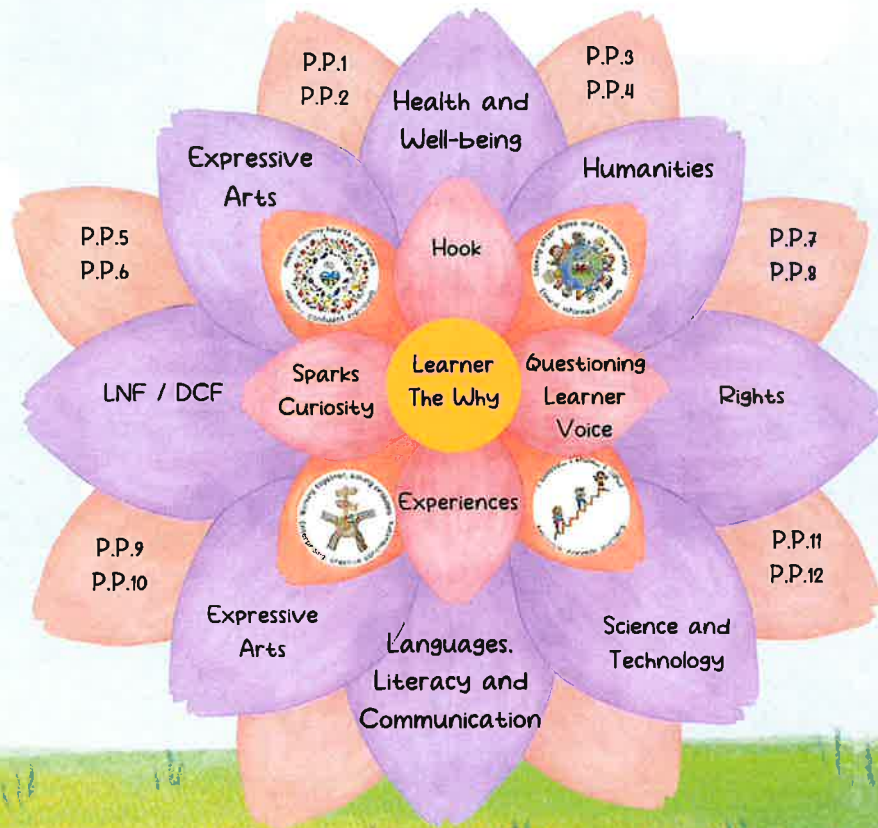 P.P.1
P.P.2
P.P.3
P.P.4
Health and
Well-being
Expressive
Arts
Humanities
P.P.5
P.P.6
P.P.7
P.P.8
Hook
LNF / DCF
Sparks
Curiosity
Learner
The Why
Questioning
Learner
Voice
Rights
Experiences
P.P.9
P.P.10
P.P.11
P.P.12
Expressive
Arts
Languages.
Literacy and
Communication
Science and
Technology